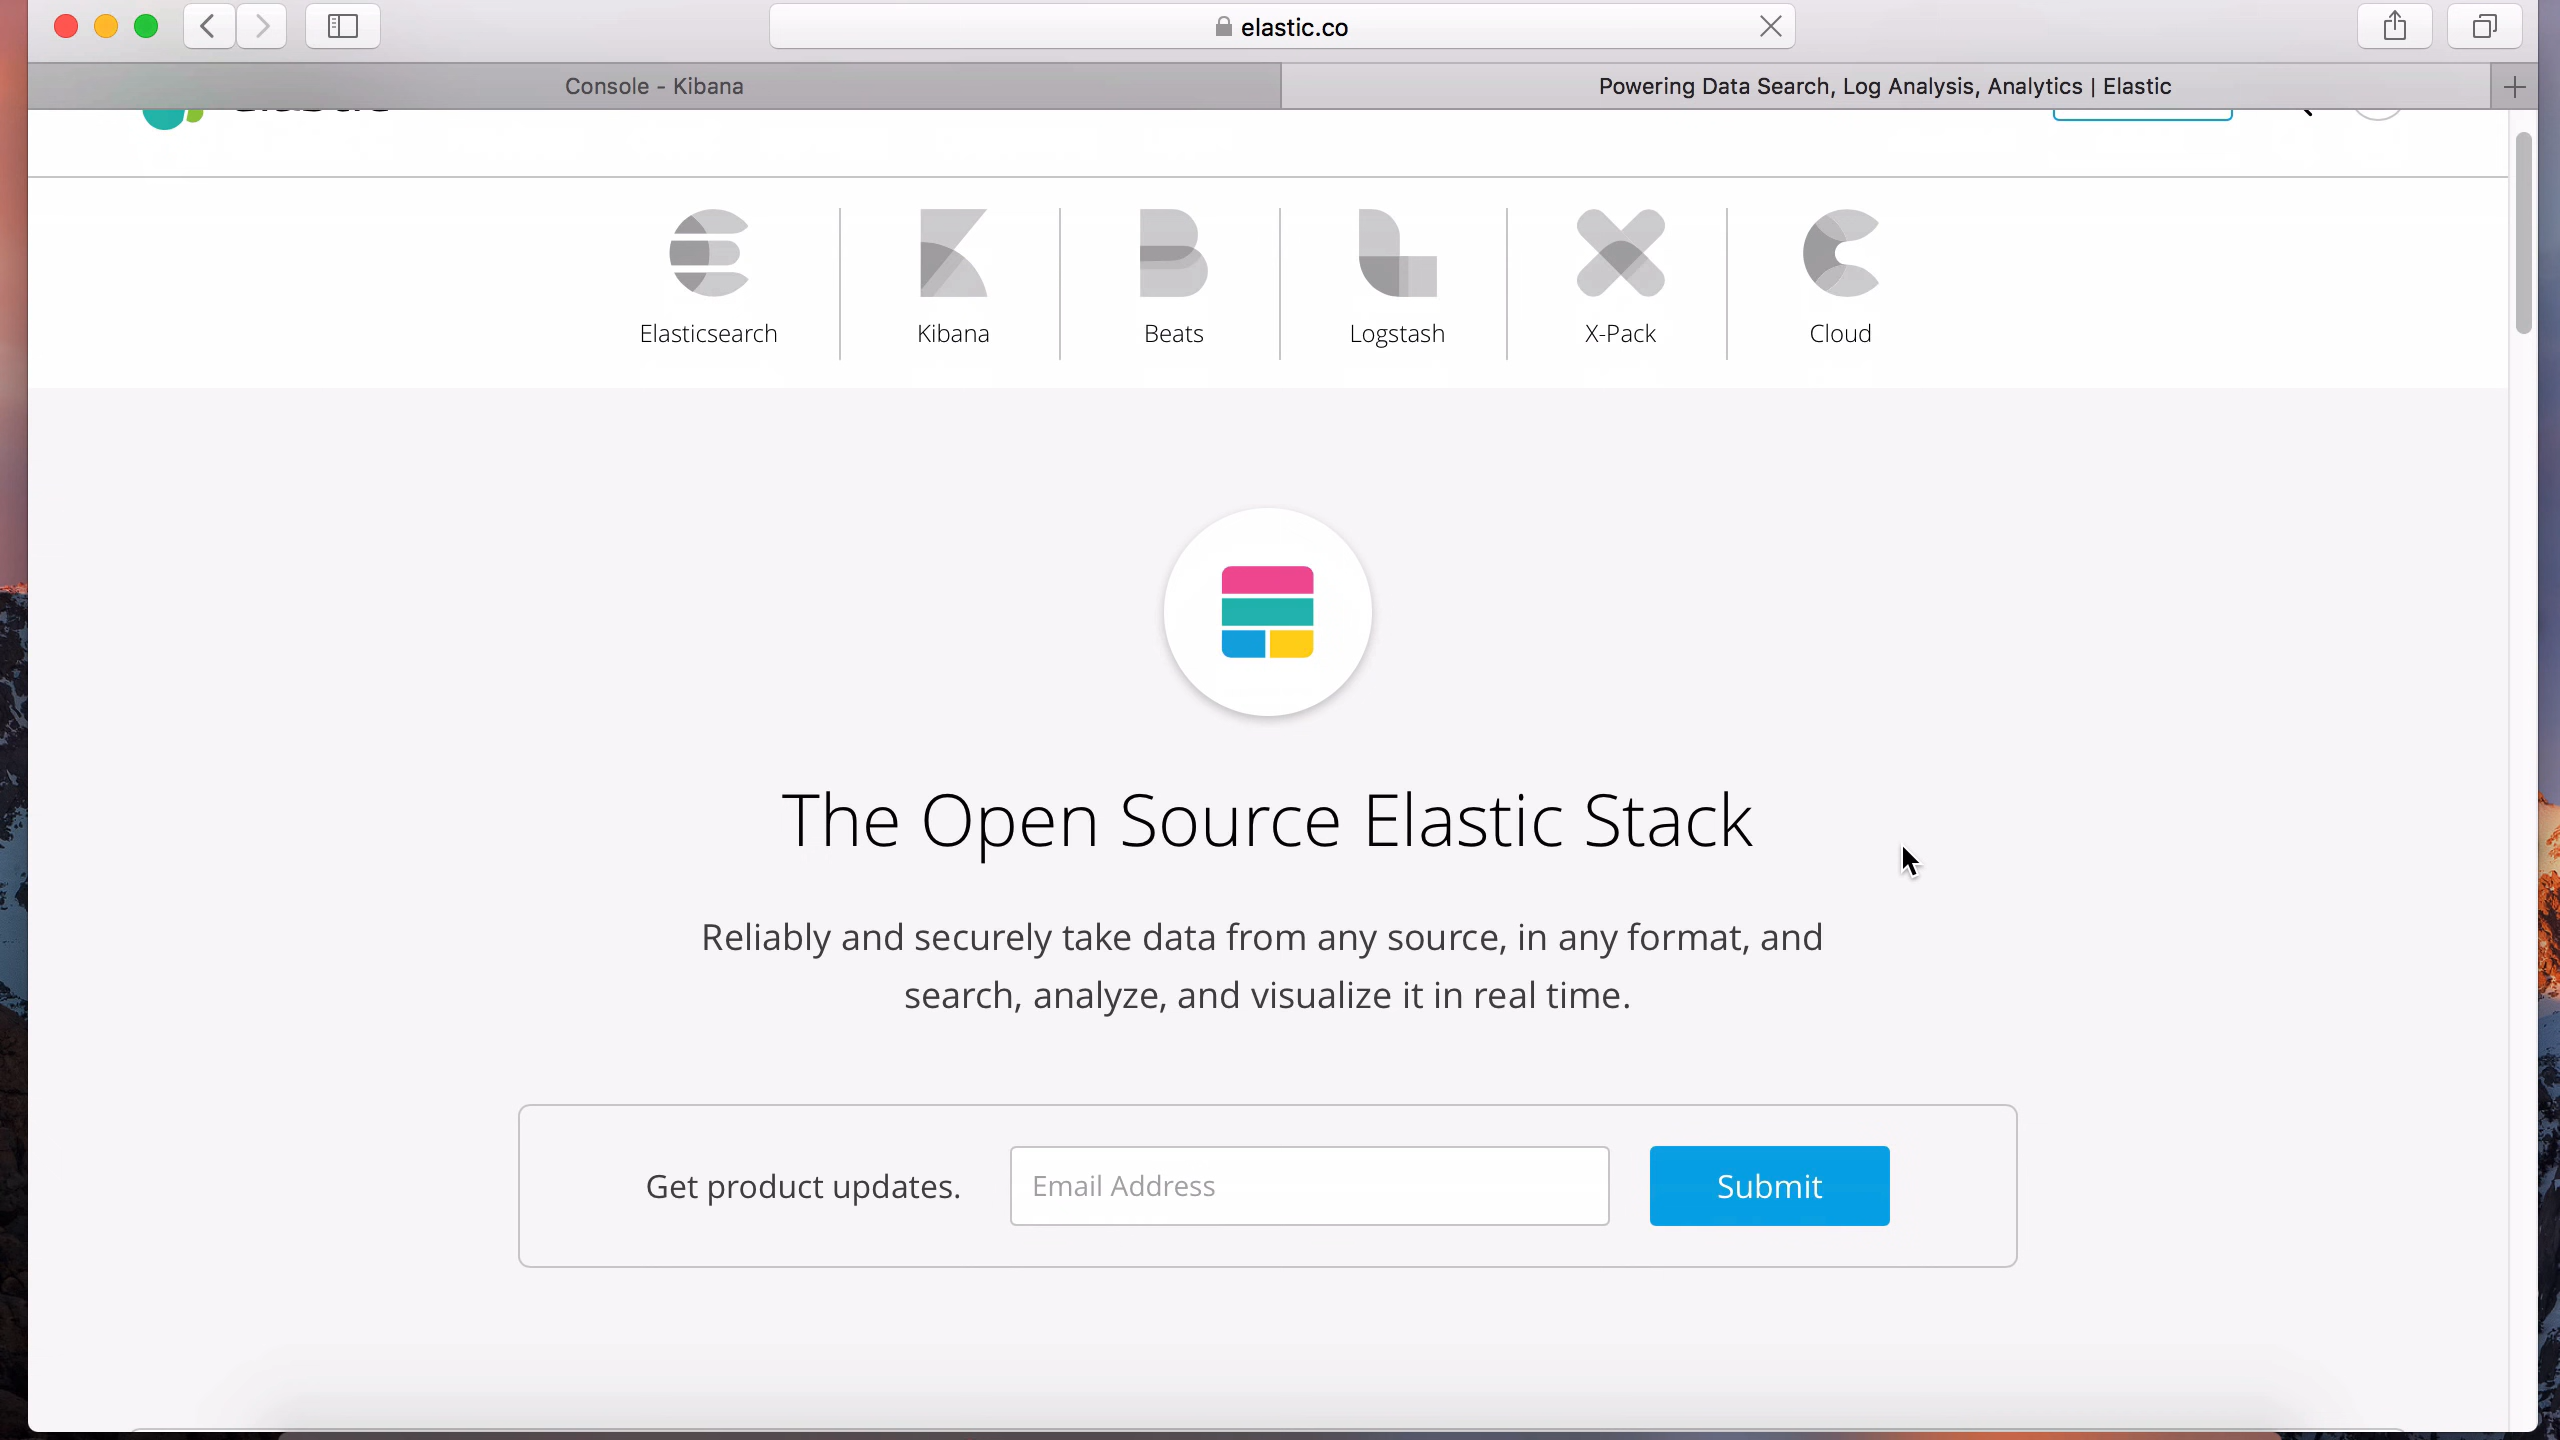 elastic.co
Console - Kibana
Powering Data Search, Log Analysis, Analytics | Elastic
Elasticsearch
Kibana
Beats
Logstash
X-Pack
Cloud
The Open Source Elastic Stack
Reliably and securely take data from any source, in any format, and
search, analyze, and visualize it in real time.
Get product updates.
Email Address
Submit